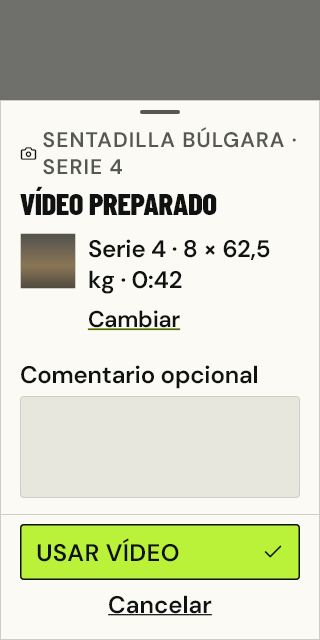 SENTADILLA BÚLGARA ·
SERIE 4
VÍDEO PREPARADO
Serie 4 · 8 × 62,5
kg · 0:42
Cambiar
Comentario opcional
USAR VÍDEO
Cancelar